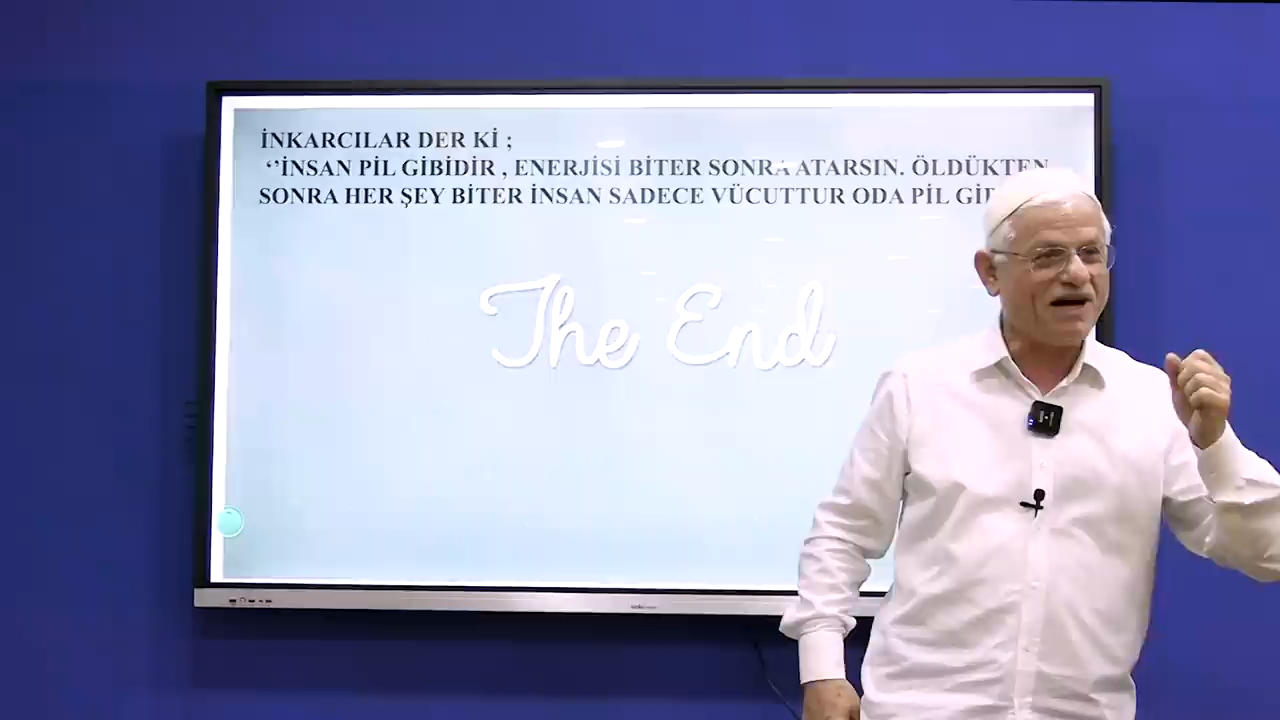 İNKARCILAR DER Kİ ;
‘’İNSAN PİL GİBİDİR , ENERJİSİ BİTER SONRA ATARSIN. ÖLDÜKTEN
SONRA HER ŞEY BİTER İNSAN SADECE VÜCUTTUR ODA PİL
The End